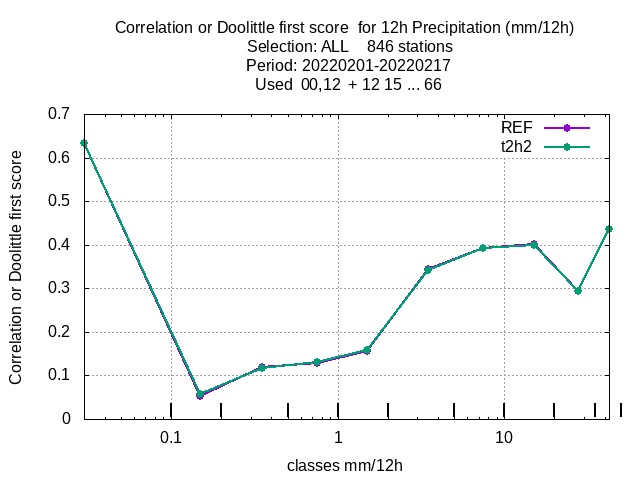 Correlation or Doolittle first score  for 12h Precipitation (mm/12h)
Selection: ALL    846 stations
Period: 20220201-20220217
Used  00,12  + 12 15 ... 66
REF
t2h2
0.7
0.6
0.5
0.4
0.3
0.2
0.1
0
Correlation or Doolittle first score
0.1
1
10
classes mm/12h